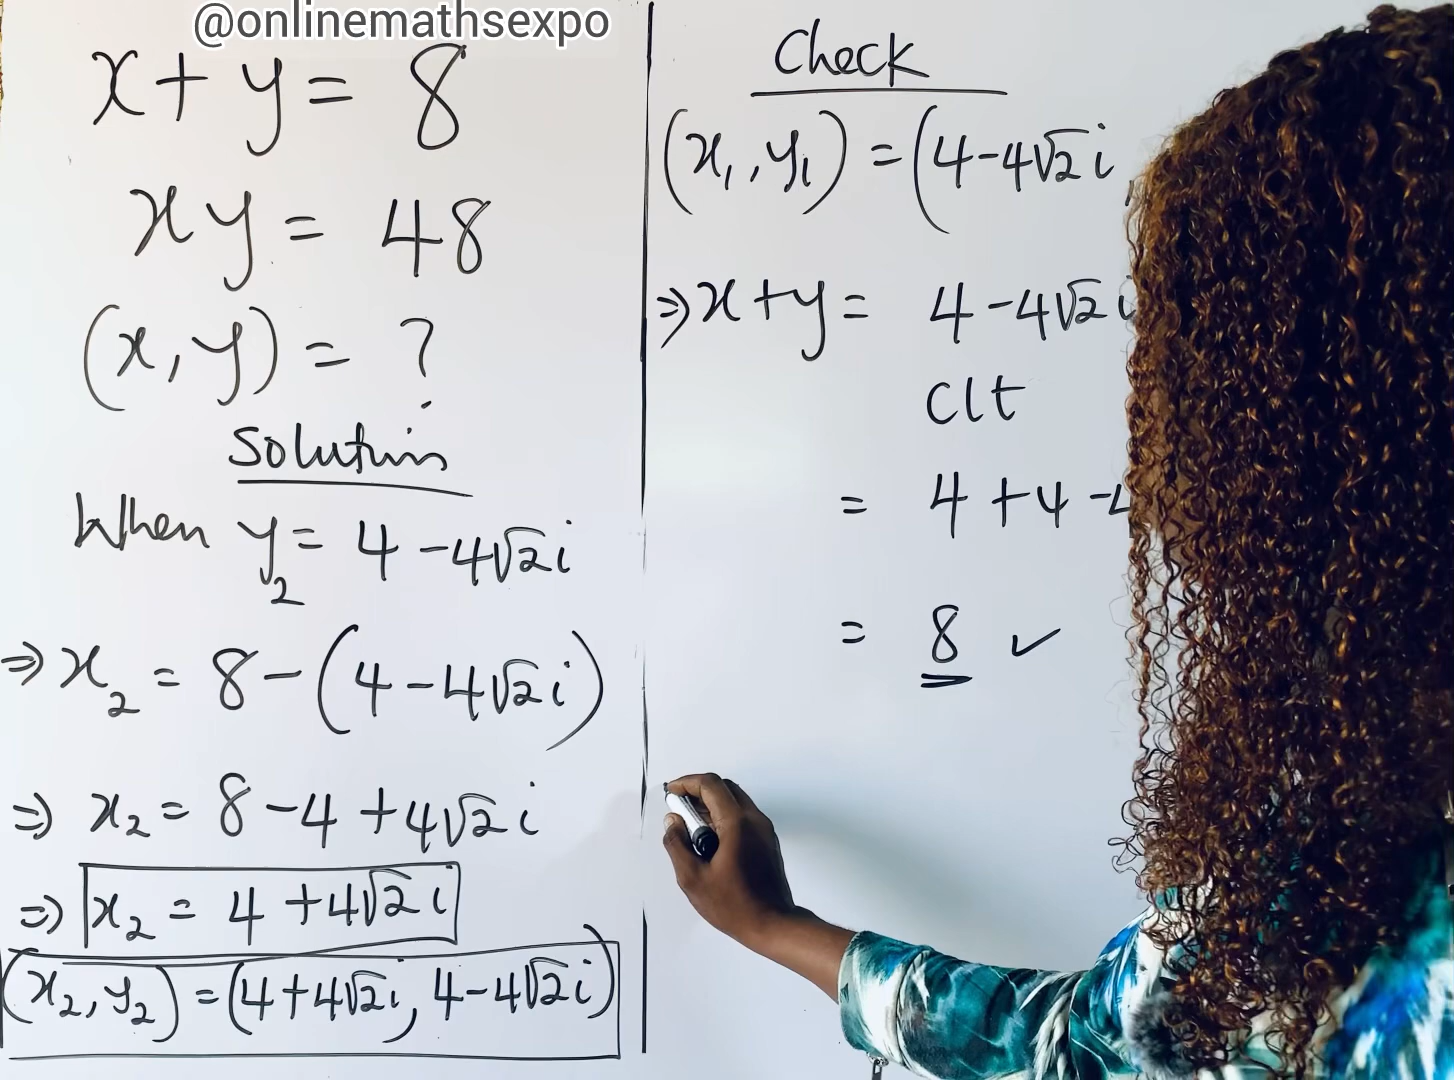 @onlinemathsexpo
x + y = 8
xy = 48
(x, y) = ?
Solution
When y₂ = 4 - 4√2i
⇒ x₂ = 8 - (4 - 4√2i)
⇒ x₂ = 8 - 4 + 4√2i
⇒ x₂ = 4 + 4√2i
(x₂, y₂) = (4 + 4√2i, 4 - 4√2i)
Check
(x₁, y₁) = (4 - 4√2i,
⇒ x + y = 4 - 4√2i
clt
= 4 + 4 - 4
= 8 ✓